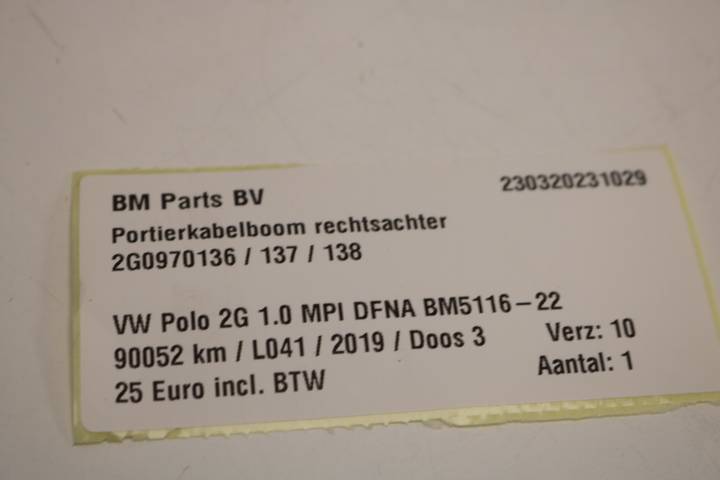 BM Parts BV 230320231029
Portierkabelboom rechtsachter
2G0970136 / 137 / 138
VW Polo 2G 1.0 MPI DFNA BM5116-22
90052 km / L041 / 2019 / Doos 3 Verz: 10
25 Euro incl. BTW Aantal: 1